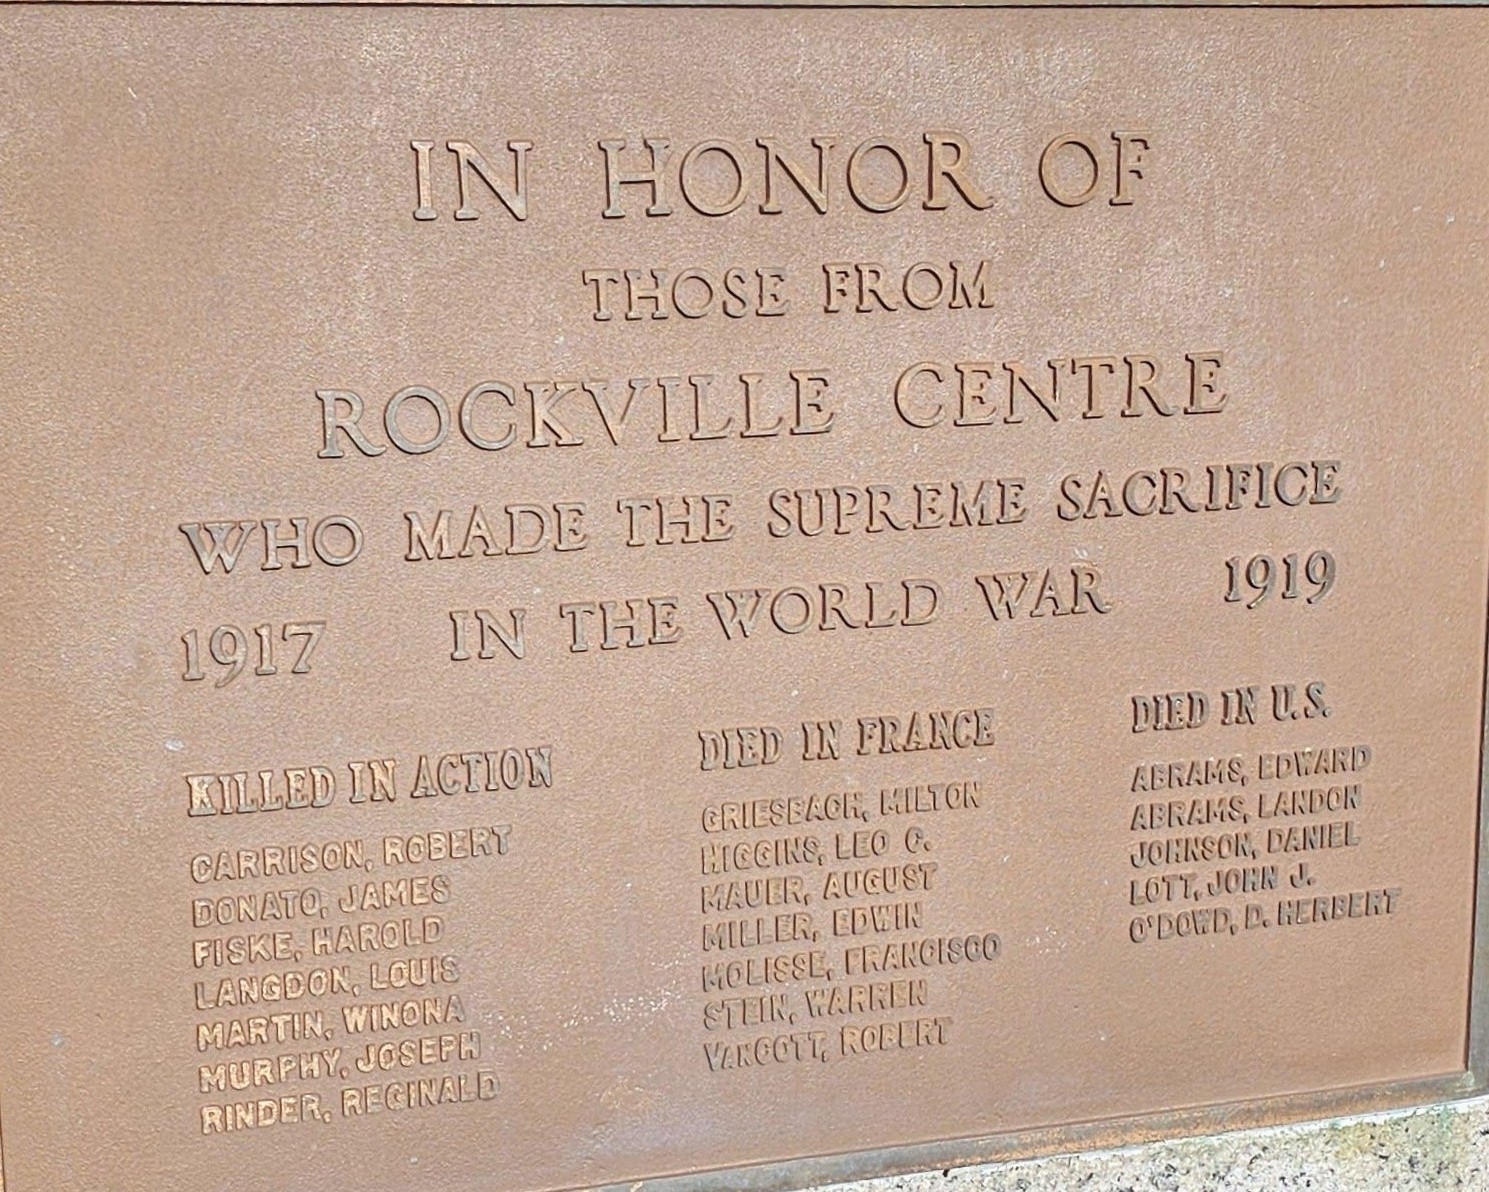 IN HONOR OF
THOSE FROM
ROCKVILLE CENTRE
WHO MADE THE SUPREME SACRIFICE
1917 IN THE WORLD WAR 1919
KILLED IN ACTION
CARRISON, ROBERT
DONATO, JAMES
FISKE, HAROLD
LANGDON, LOUIS
MARTIN, WINONA
MURPHY, JOSEPH
RINDER, REGINALD
DIED IN FRANCE
GRIESBACH, MILTON
HIGGINS, LEO C.
MAUER, AUGUST
MILLER, EDWIN
MOLISSE, FRANCISCO
STEIN, WARREN
VANCOTT, ROBERT
DIED IN U.S.
ABRAMS, EDWARD
ABRAMS, LANDON
JOHNSON, DANIEL
LOTT, JOHN J.
O'DOWD, D. HERBERT